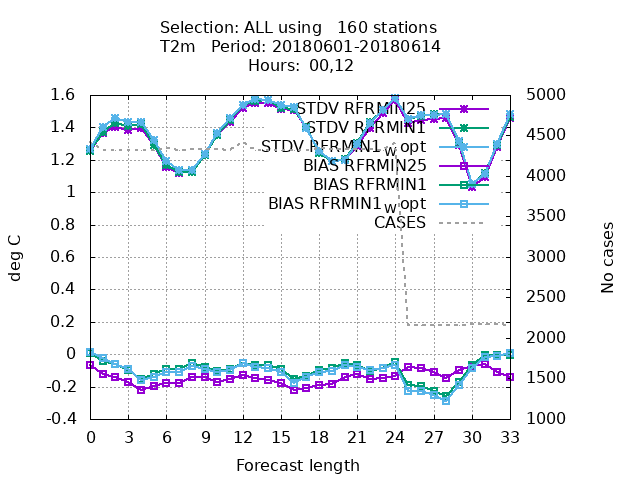 Selection: ALL using   160 stations
T2m   Period: 20180601-20180614
Hours: 00,12
1.6
1.4
1.2
1
0.8
0.6
0.4
0.2
0
-0.2
-0.4
deg C
STDV RFRMIN25
STDV RFRMIN1
STDV RFRMIN1_wopt
BIAS RFRMIN25
BIAS RFRMIN1
BIAS RFRMIN1_wopt
CASES
5000
4500
4000
3500
3000
2500
2000
1500
1000
No cases
0 3 6 9 12 15 18 21 24 27 30 33
Forecast length